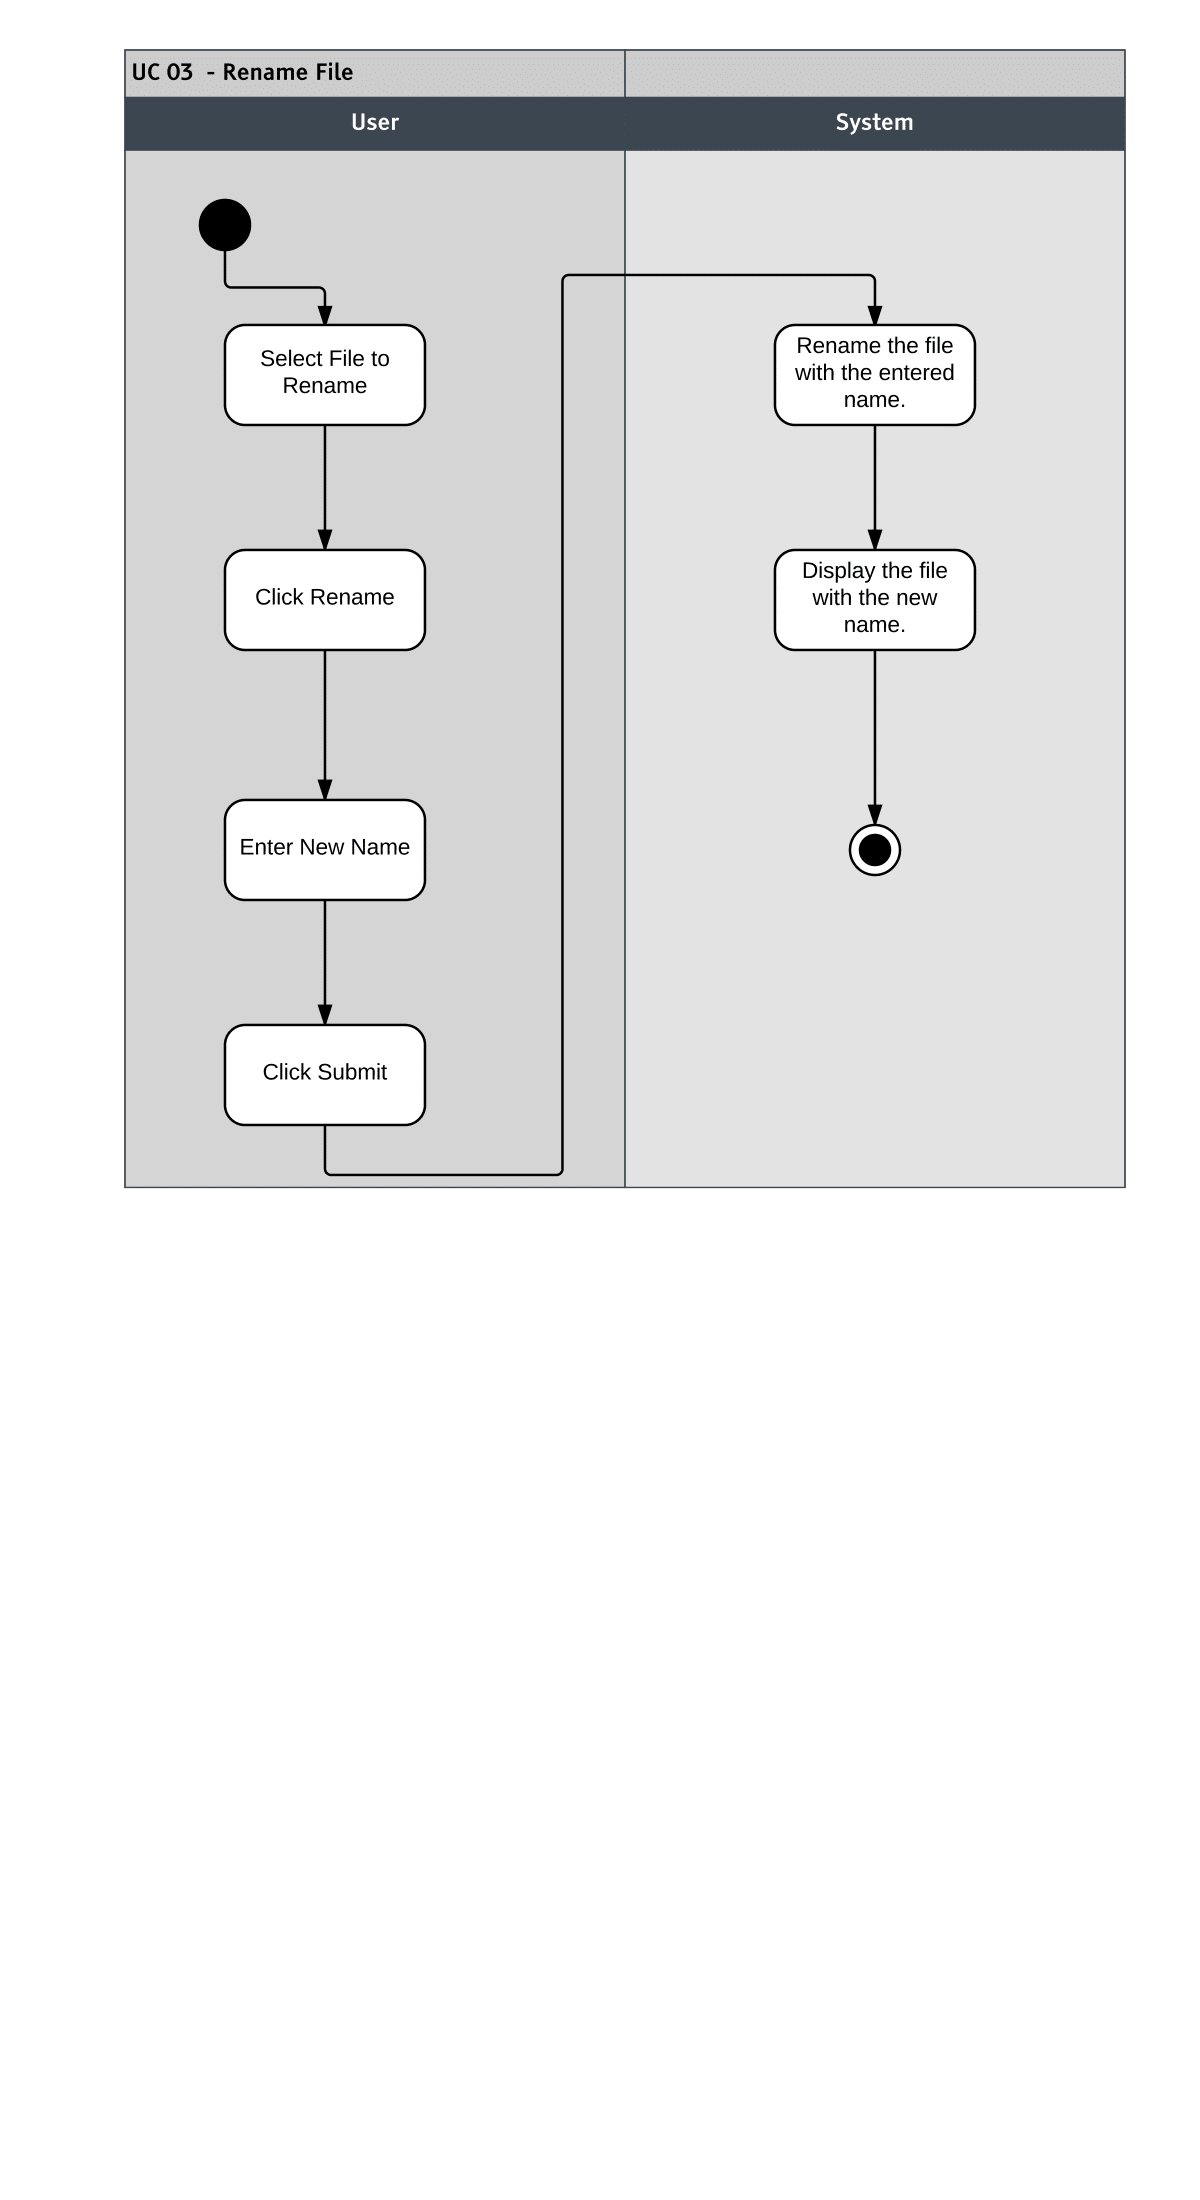 UC 03  - Rename File
User
System
Select File to
Rename
Click Rename
Enter New Name
Click Submit
Rename the file
with the entered
name.
Display the file
with the new
name.